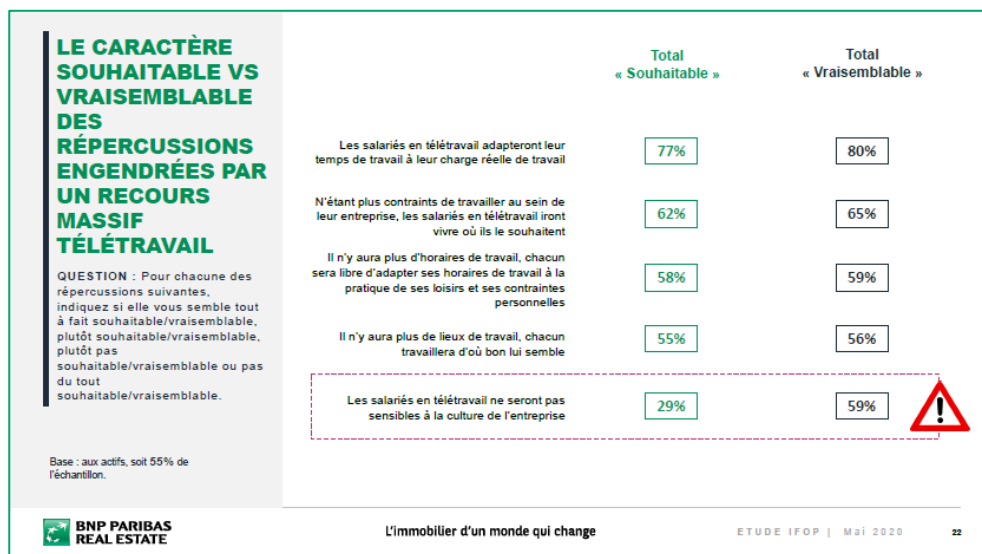 LE CARACTÈRE
SOUHAITABLE VS
VRAISEMBLABLE
DES
RÉPERCUSSIONS
ENGENDRÉES PAR
UN RECOURS
MASSIF
TÉLÉTRAVAIL
QUESTION : Pour chacune des
répercussions suivantes,
indiquez si elle vous semble tout
à fait souhaitable/vraisemblable,
plutôt souhaitable/vraisemblable,
plutôt pas
souhaitable/vraisemblable ou pas
du tout
souhaitable/vraisemblable.
Base : aux actifs, soit 55% de
l'échantillon.
Total
« Souhaitable »
Total
« Vraisemblable »
Les salariés en télétravail adapteront leur
temps de travail à leur charge réelle de travail
77%
80%
N'étant plus contraints de travailler au sein de
leur entreprise, les salariés en télétravail iront
vivre où ils le souhaitent
62%
65%
Il n'y aura plus d'horaires de travail, chacun
sera libre d'adapter ses horaires de travail à la
pratique de ses loisirs et ses contraintes
personnelles
58%
59%
Il n'y aura plus de lieux de travail, chacun
travaillera d'où bon lui semble
55%
56%
Les salariés en télétravail ne seront pas
sensibles à la culture de l'entreprise
29%
59%
!
BNP PARIBAS
REAL ESTATE
L'immobilier d'un monde qui change
ETUDE IFOP | Mai 2020
22